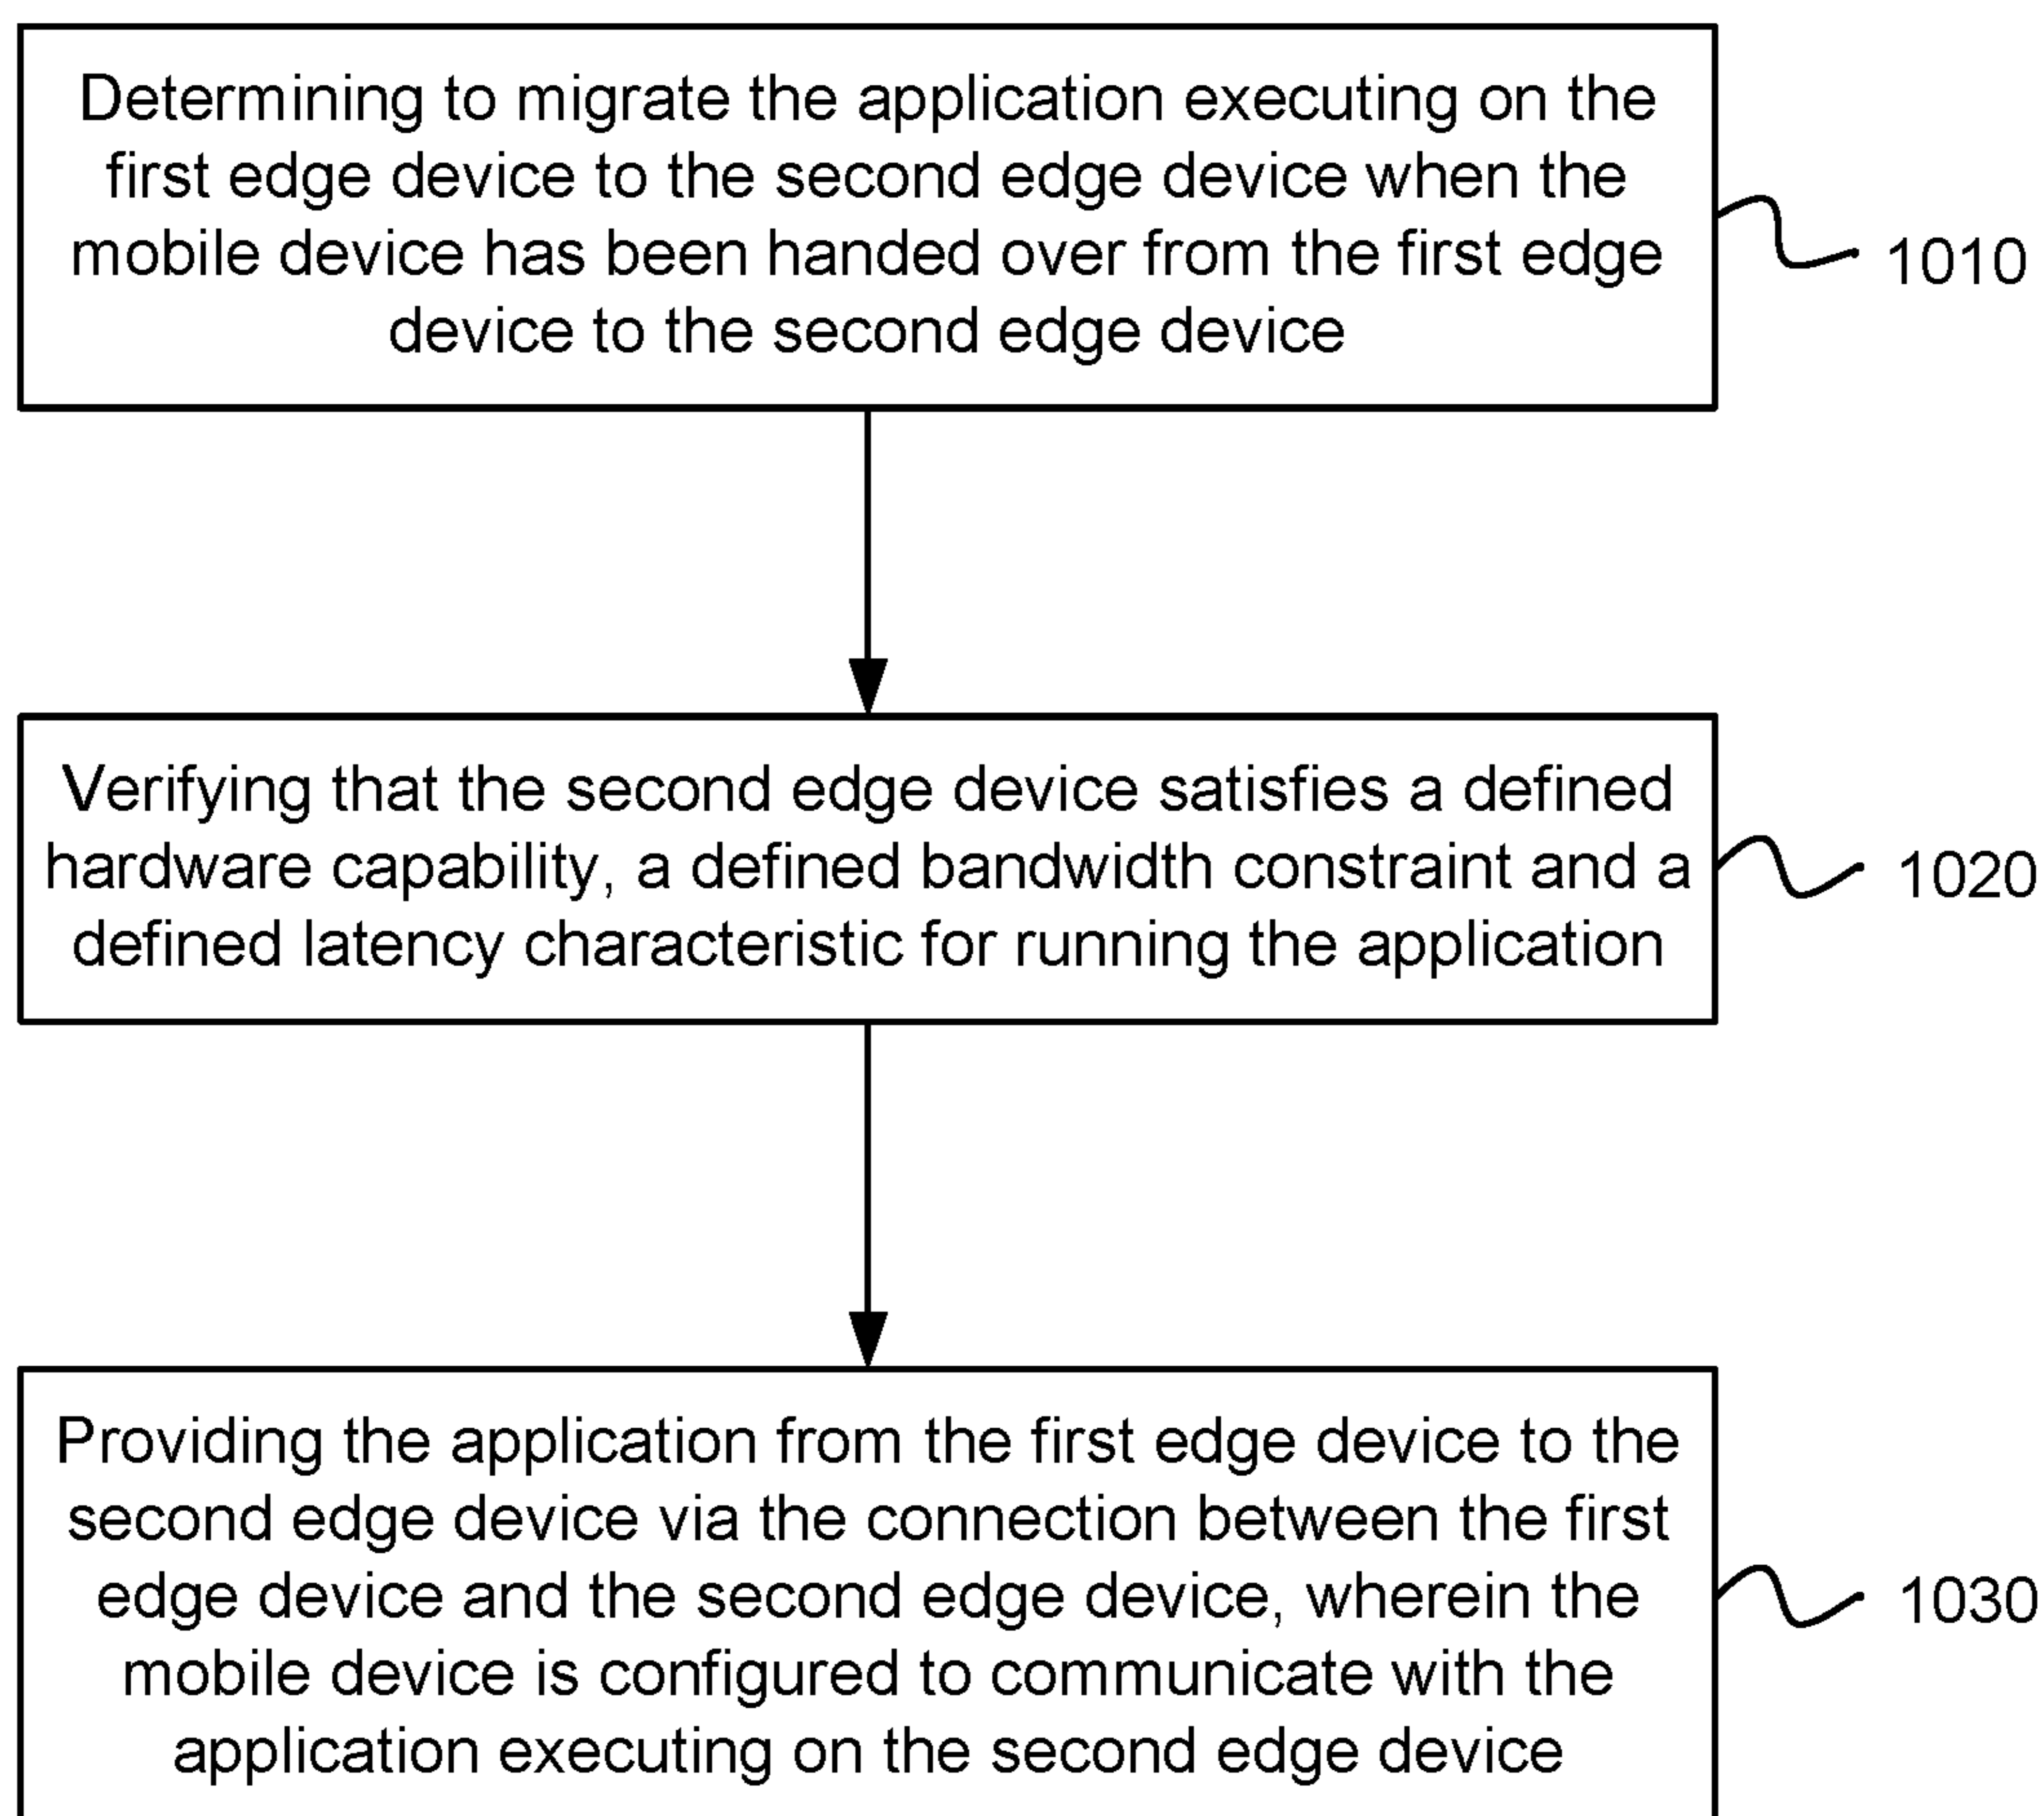 Determining to migrate the application executing on the
first edge device to the second edge device when the
mobile device has been handed over from the first edge
device to the second edge device
1010
Verifying that the second edge device satisfies a defined
hardware capability, a defined bandwidth constraint and a
defined latency characteristic for running the application
1020
Providing the application from the first edge device to the
second edge device via the connection between the first
edge device and the second edge device, wherein the
mobile device is configured to communicate with the
application executing on the second edge device
1030